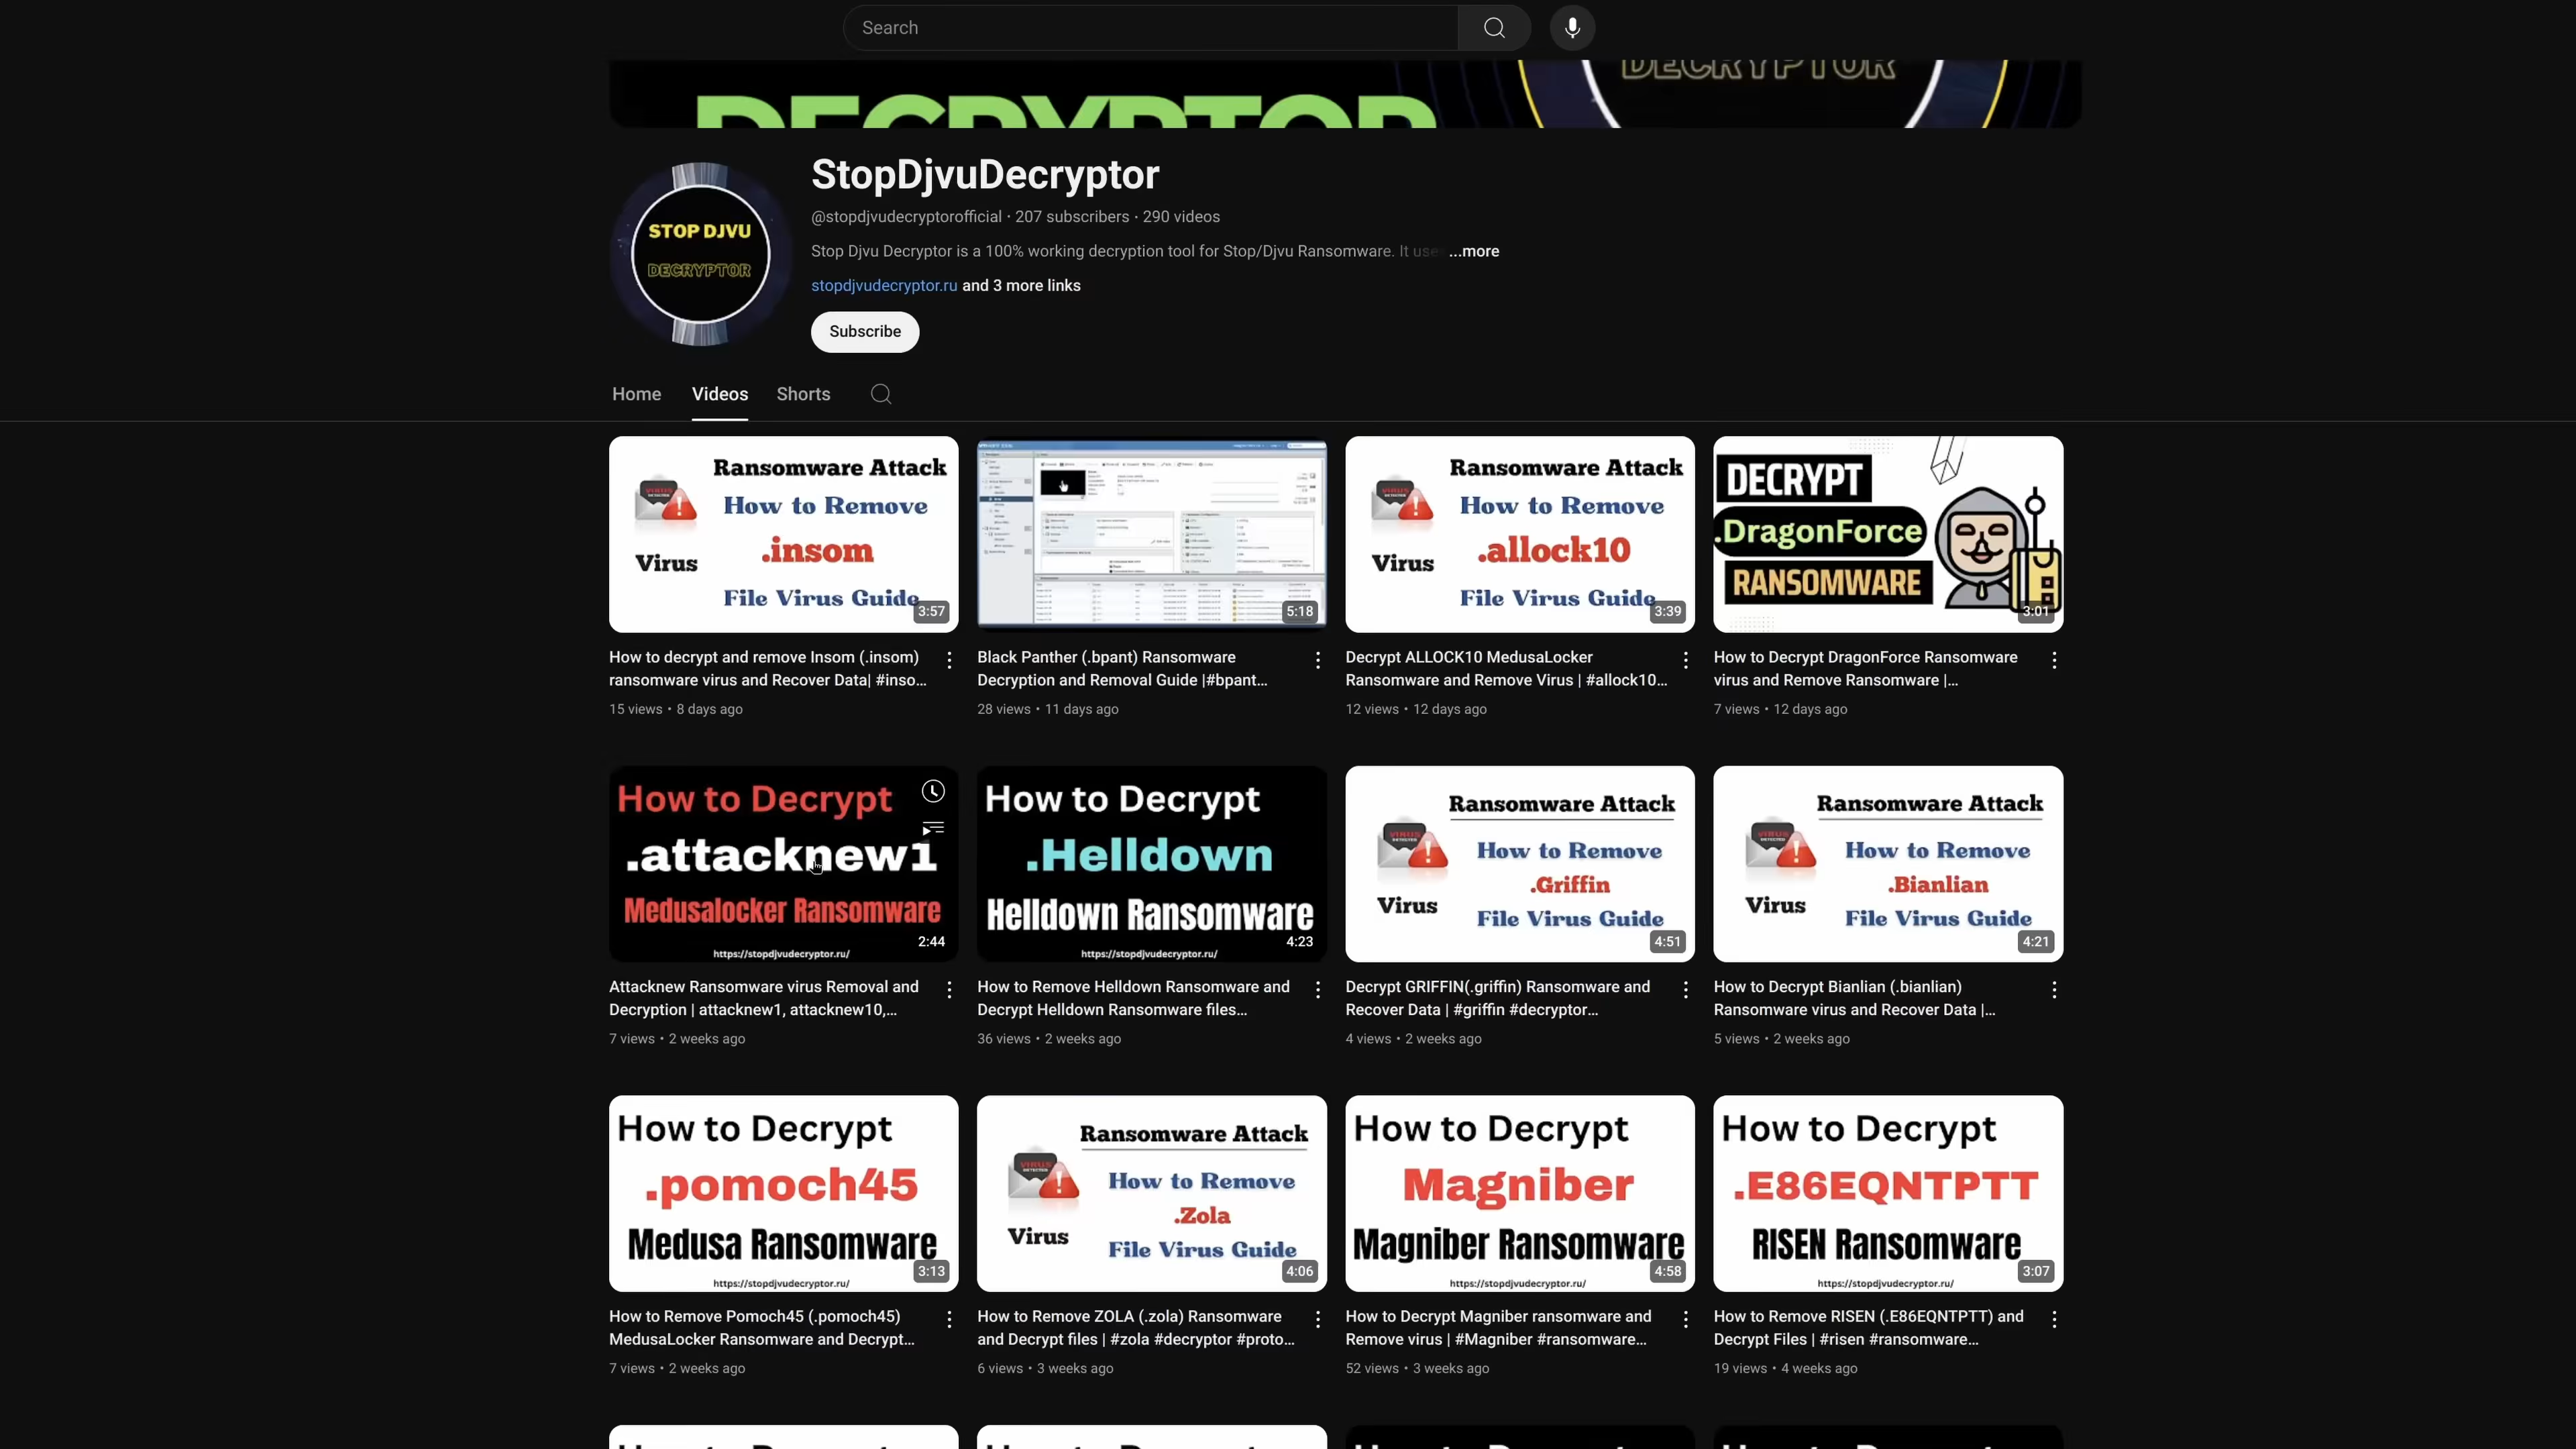 Search
DECRYPTOR
DECRYPTOR
STOP DJVU
DECRYPTOR
StopDjvuDecryptor
@stopdjvudecryptorofficial · 207 subscribers · 290 videos
Stop Djvu Decryptor is a 100% working decryption tool for Stop/Djvu Ransomware. It use ...more
stopdjvudecryptor.ru and 3 more links
Subscribe
Home Videos Shorts
Ransomware Attack
How to Remove
.insom
Virus
File Virus Guide
3:57
5:18
Ransomware Attack
How to Remove
.allock10
Virus
File Virus Guide
3:39
DECRYPT
.DragonForce
RANSOMWARE
3:01
How to decrypt and remove Insom (.insom)
ransomware virus and Recover Data| #inso...
15 views · 8 days ago
Black Panther (.bpant) Ransomware
Decryption and Removal Guide |#bpant...
28 views · 11 days ago
Decrypt ALLOCK10 MedusaLocker
Ransomware and Remove Virus | #allock10...
12 views · 12 days ago
How to Decrypt DragonForce Ransomware
virus and Remove Ransomware |...
7 views · 12 days ago
How to Decrypt
.attacknew1
Medusalocker Ransomware
2:44
https://stopdjvudecryptor.ru/
How to Decrypt
.Helldown
Helldown Ransomware
4:23
https://stopdjvudecryptor.ru/
Ransomware Attack
How to Remove
.Griffin
Virus
File Virus Guide
4:51
Ransomware Attack
How to Remove
.Bianlian
Virus
File Virus Guide
4:21
Attacknew Ransomware virus Removal and
Decryption | attacknew1, attacknew10,...
7 views · 2 weeks ago
How to Remove Helldown Ransomware and
Decrypt Helldown Ransomware files...
36 views · 2 weeks ago
Decrypt GRIFFIN(.griffin) Ransomware and
Recover Data | #griffin #decryptor...
4 views · 2 weeks ago
How to Decrypt Bianlian (.bianlian)
Ransomware virus and Recover Data |...
5 views · 2 weeks ago
How to Decrypt
.pomoch45
Medusa Ransomware
3:13
https://stopdjvudecryptor.ru/
Ransomware Attack
How to Remove
.Zola
Virus
File Virus Guide
4:06
How to Decrypt
Magniber
Magniber Ransomware
4:58
https://stopdjvudecryptor.ru/
How to Decrypt
.E86EQNTPTT
RISEN Ransomware
3:07
https://stopdjvudecryptor.ru/
How to Remove Pomoch45 (.pomoch45)
MedusaLocker Ransomware and Decrypt...
7 views · 2 weeks ago
How to Remove ZOLA (.zola) Ransomware
and Decrypt files | #zola #decryptor #proto...
6 views · 3 weeks ago
How to Decrypt Magniber ransomware and
Remove virus | #Magniber #ransomware...
52 views · 3 weeks ago
How to Remove RISEN (.E86EQNTPTT) and
Decrypt Files | #risen #ransomware...
19 views · 4 weeks ago